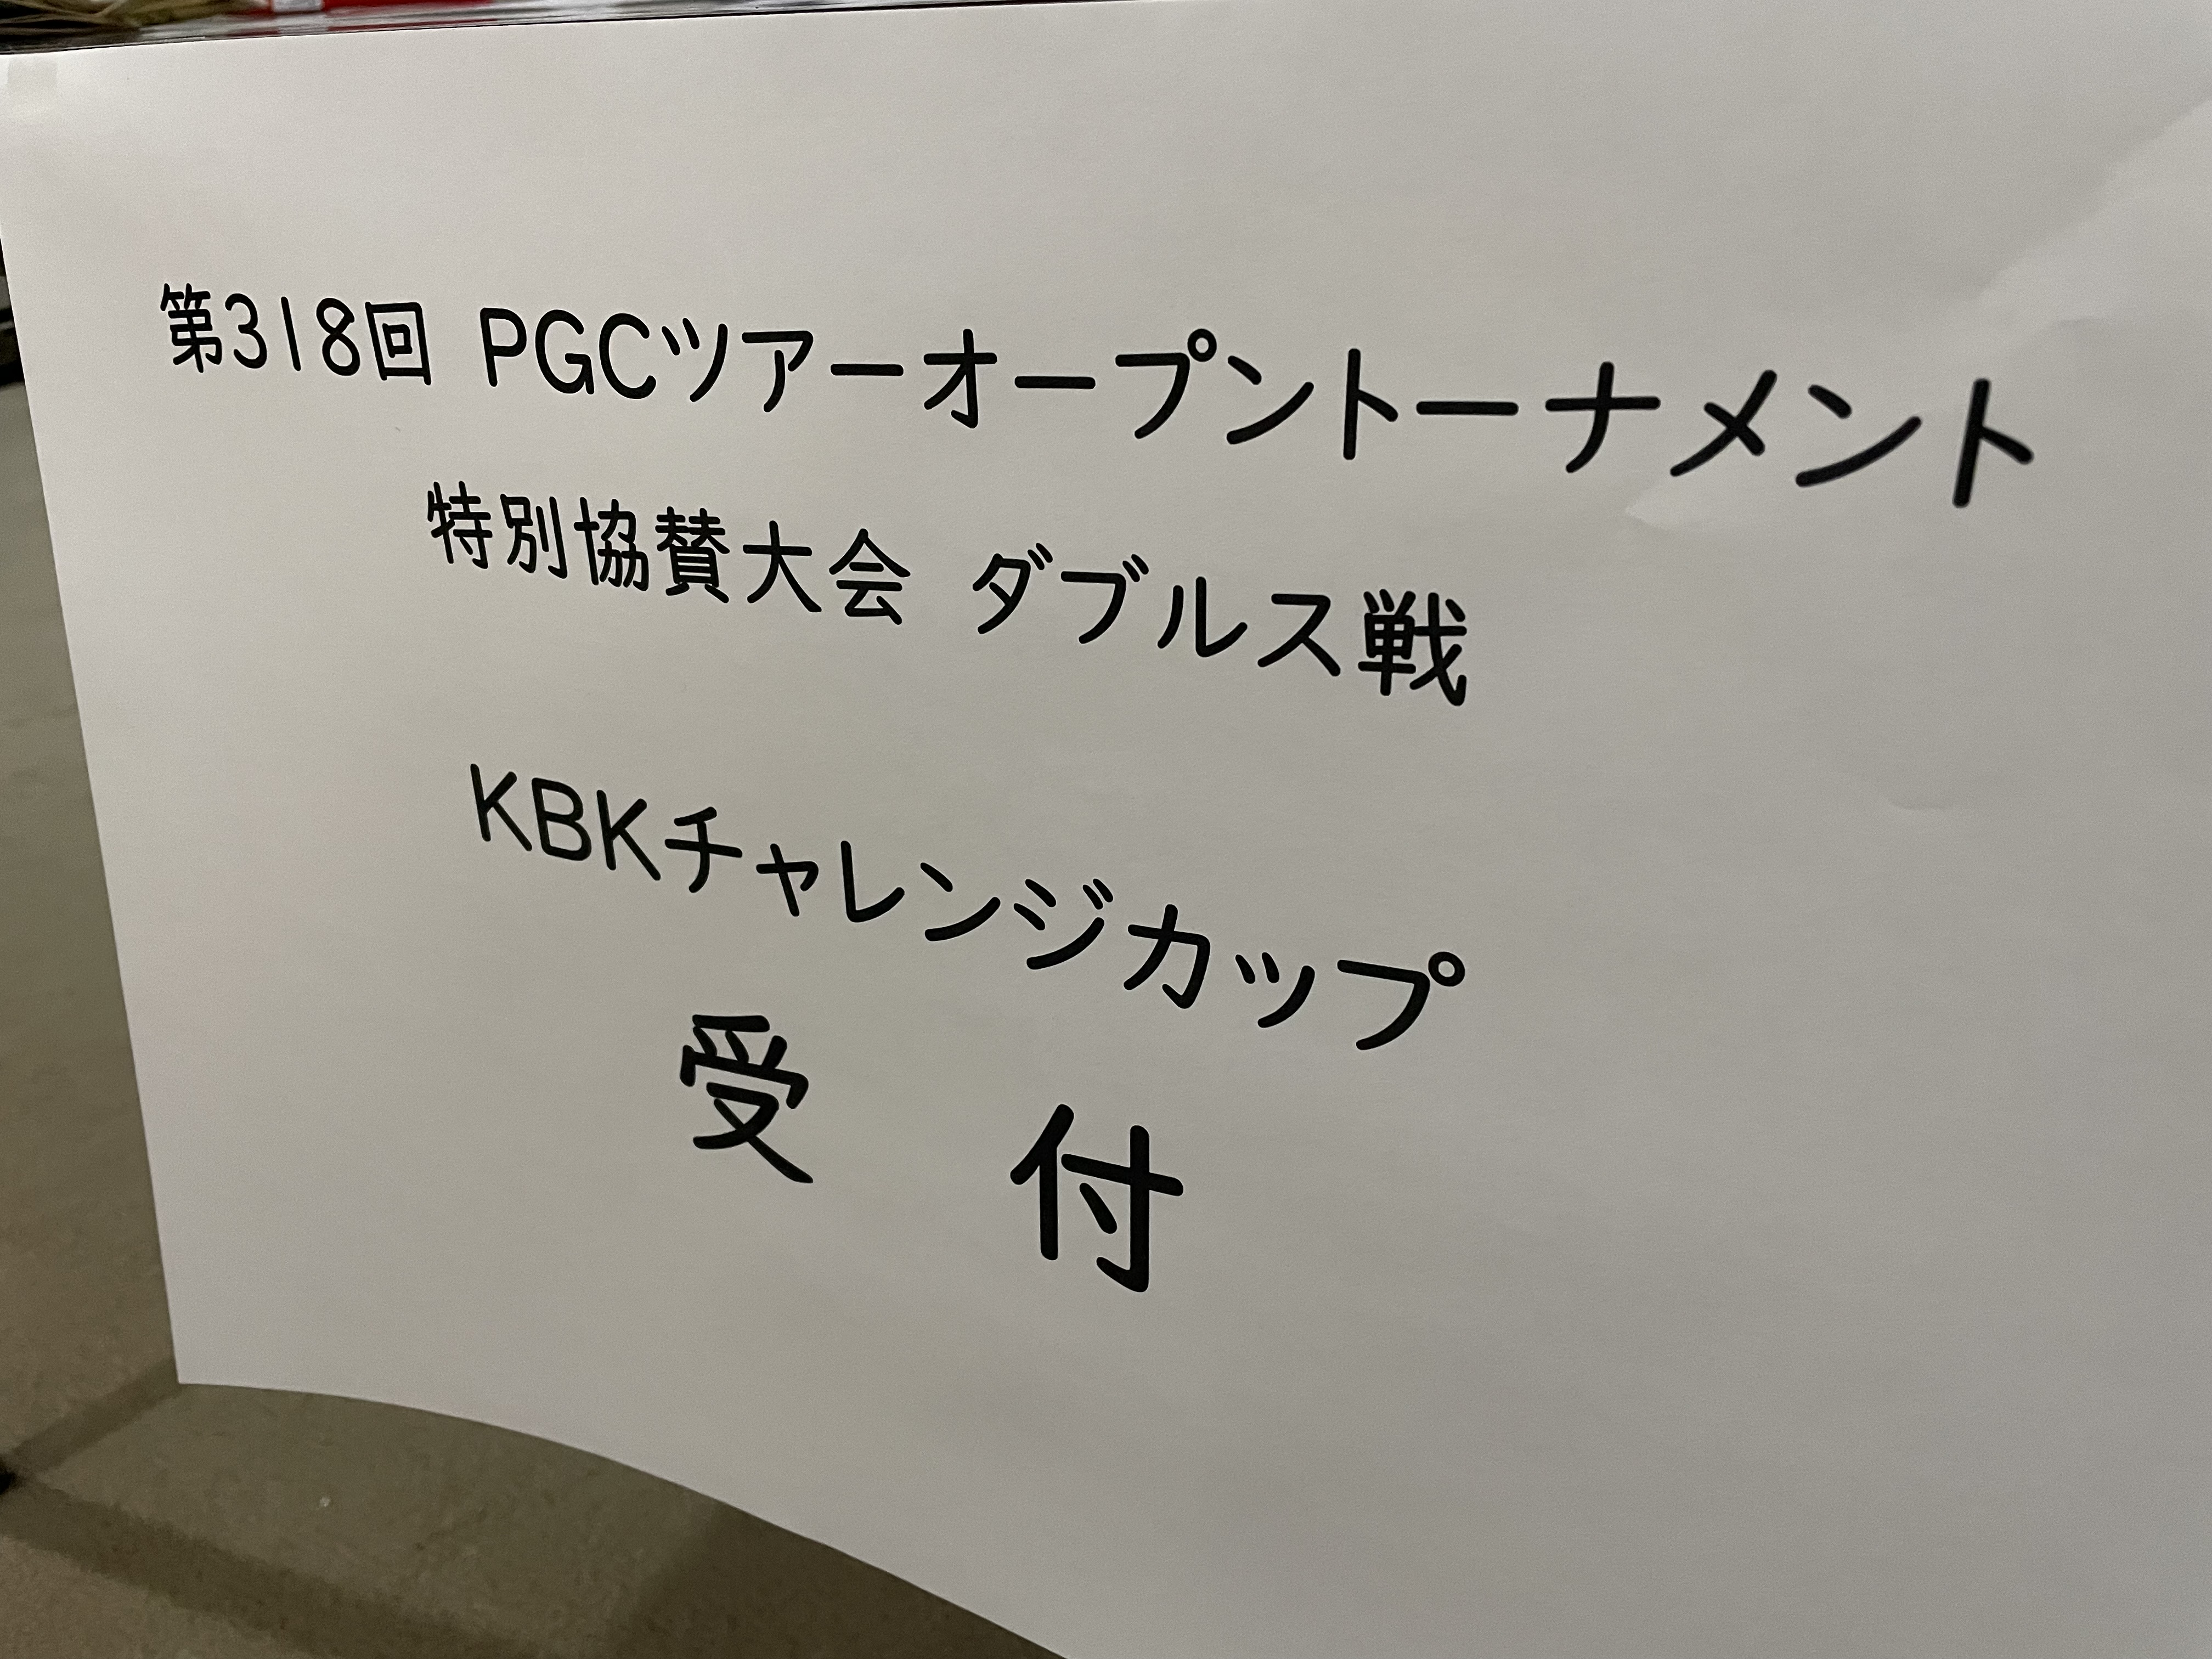 第318回 PGCツアーオープントーナメント
特別協賛大会 ダブルス戦
KBKチャレンジカップ
受 付